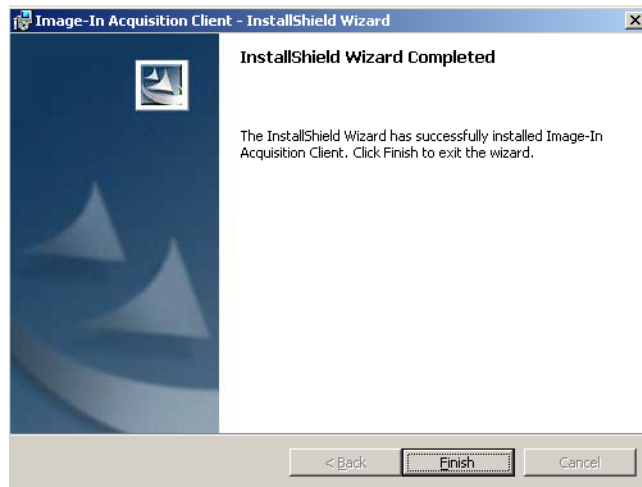 Image-In Acquisition Client - InstallShield Wizard
InstallShield Wizard Completed
The InstallShield Wizard has successfully installed Image-In
Acquisition Client. Click Finish to exit the wizard.
< Back
Finish
Cancel